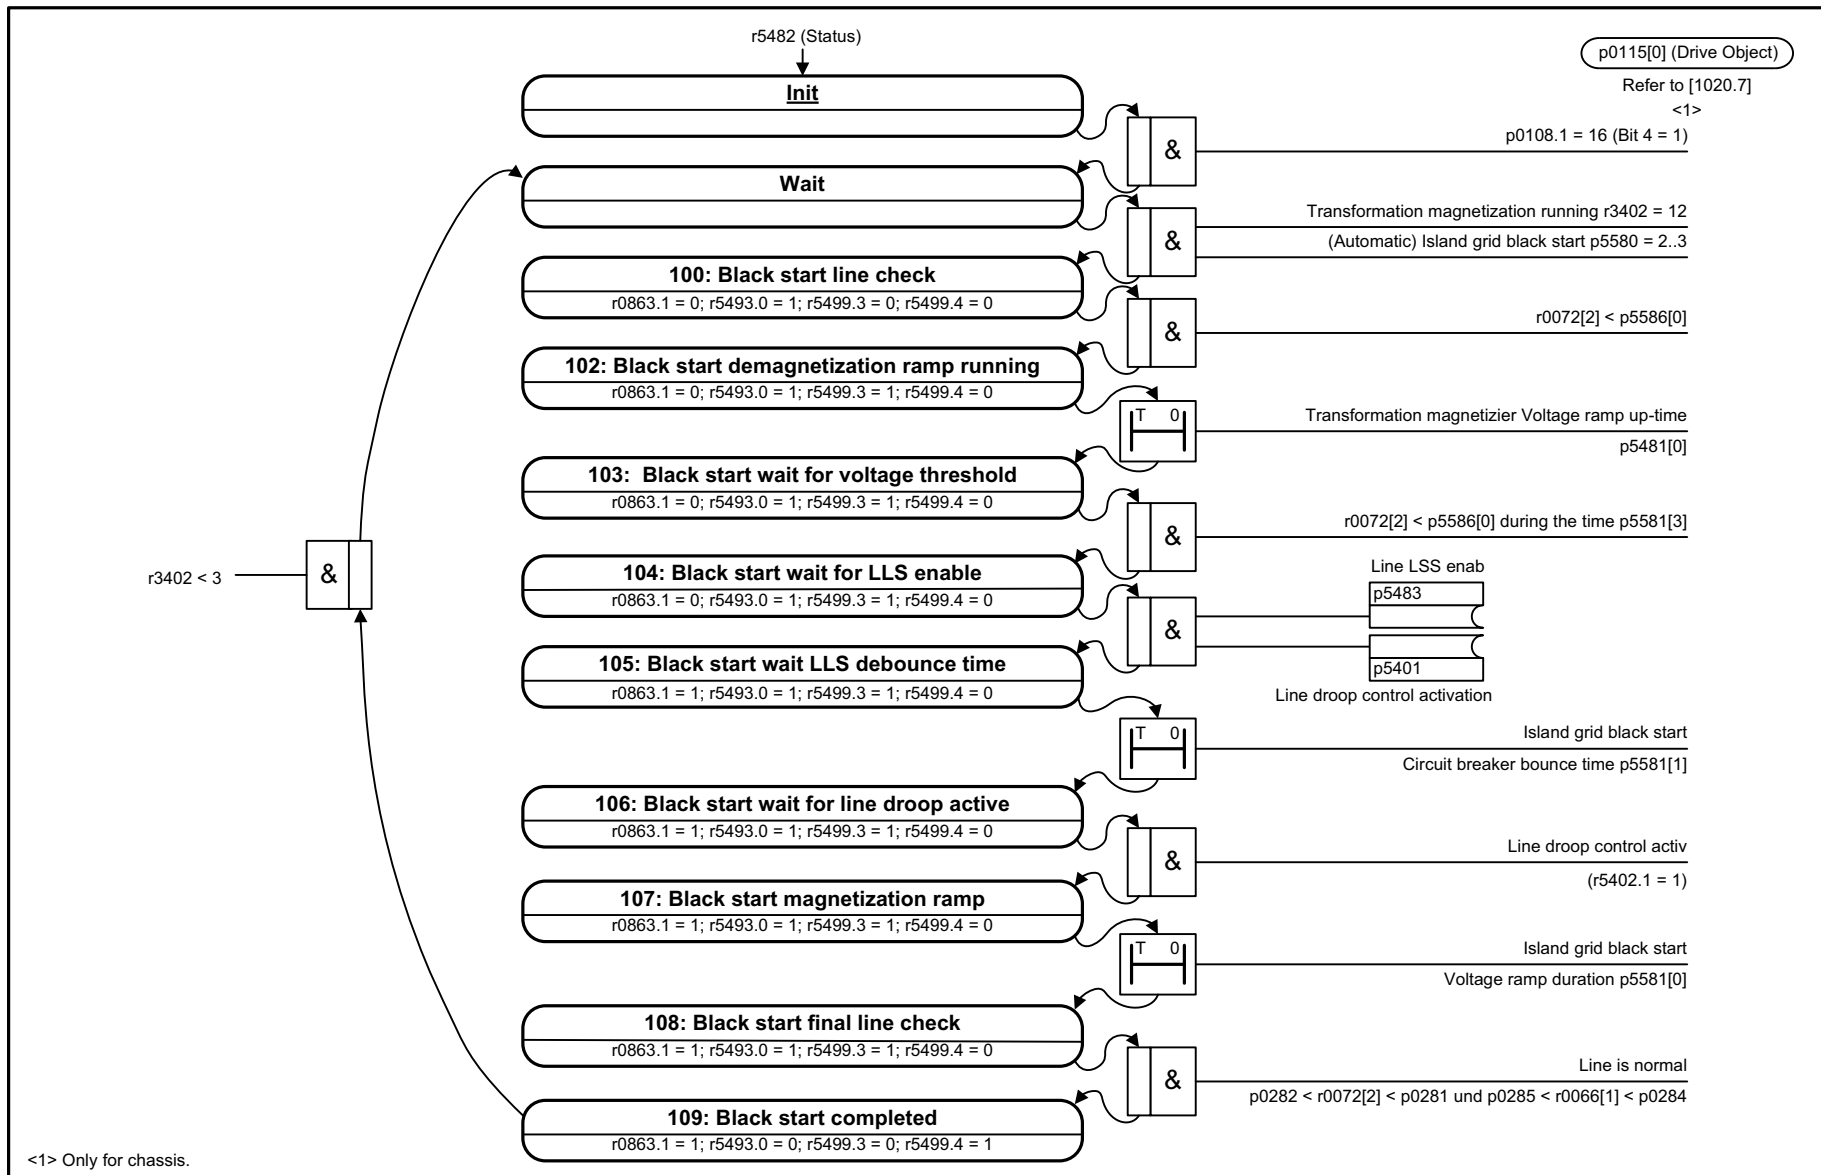 r5482 (Status)
p0115[0] (Drive Object)
Refer to [1020.7]
<1>
Init
&
p0108.1 = 16 (Bit 4 = 1)
Wait
&
Transformation magnetization running r3402 = 12
(Automatic) Island grid black start p5580 = 2..3
100: Black start line check
r0863.1 = 0; r5493.0 = 1; r5499.3 = 0; r5499.4 = 0
&
r0072[2] < p5586[0]
102: Black start demagnetization ramp running
r0863.1 = 0; r5493.0 = 1; r5499.3 = 1; r5499.4 = 0
T 0
Transformation magnetizier Voltage ramp up-time
p5481[0]
103: Black start wait for voltage threshold
r0863.1 = 0; r5493.0 = 1; r5499.3 = 1; r5499.4 = 0
&
r0072[2] < p5586[0] during the time p5581[3]
r3402 < 3
&
104: Black start wait for LLS enable
r0863.1 = 0; r5493.0 = 1; r5499.3 = 1; r5499.4 = 0
&
Line LSS enab
p5483
p5401
Line droop control activation
105: Black start wait LLS debounce time
r0863.1 = 1; r5493.0 = 1; r5499.3 = 1; r5499.4 = 0
T 0
Island grid black start
Circuit breaker bounce time p5581[1]
106: Black start wait for line droop active
r0863.1 = 1; r5493.0 = 1; r5499.3 = 1; r5499.4 = 0
&
Line droop control activ
(r5402.1 = 1)
107: Black start magnetization ramp
r0863.1 = 1; r5493.0 = 1; r5499.3 = 1; r5499.4 = 0
T 0
Island grid black start
Voltage ramp duration p5581[0]
108: Black start final line check
r0863.1 = 1; r5493.0 = 1; r5499.3 = 1; r5499.4 = 0
&
Line is normal
p0282 < r0072[2] < p0281 und p0285 < r0066[1] < p0284
109: Black start completed
r0863.1 = 1; r5493.0 = 0; r5499.3 = 0; r5499.4 = 1
<1> Only for chassis.